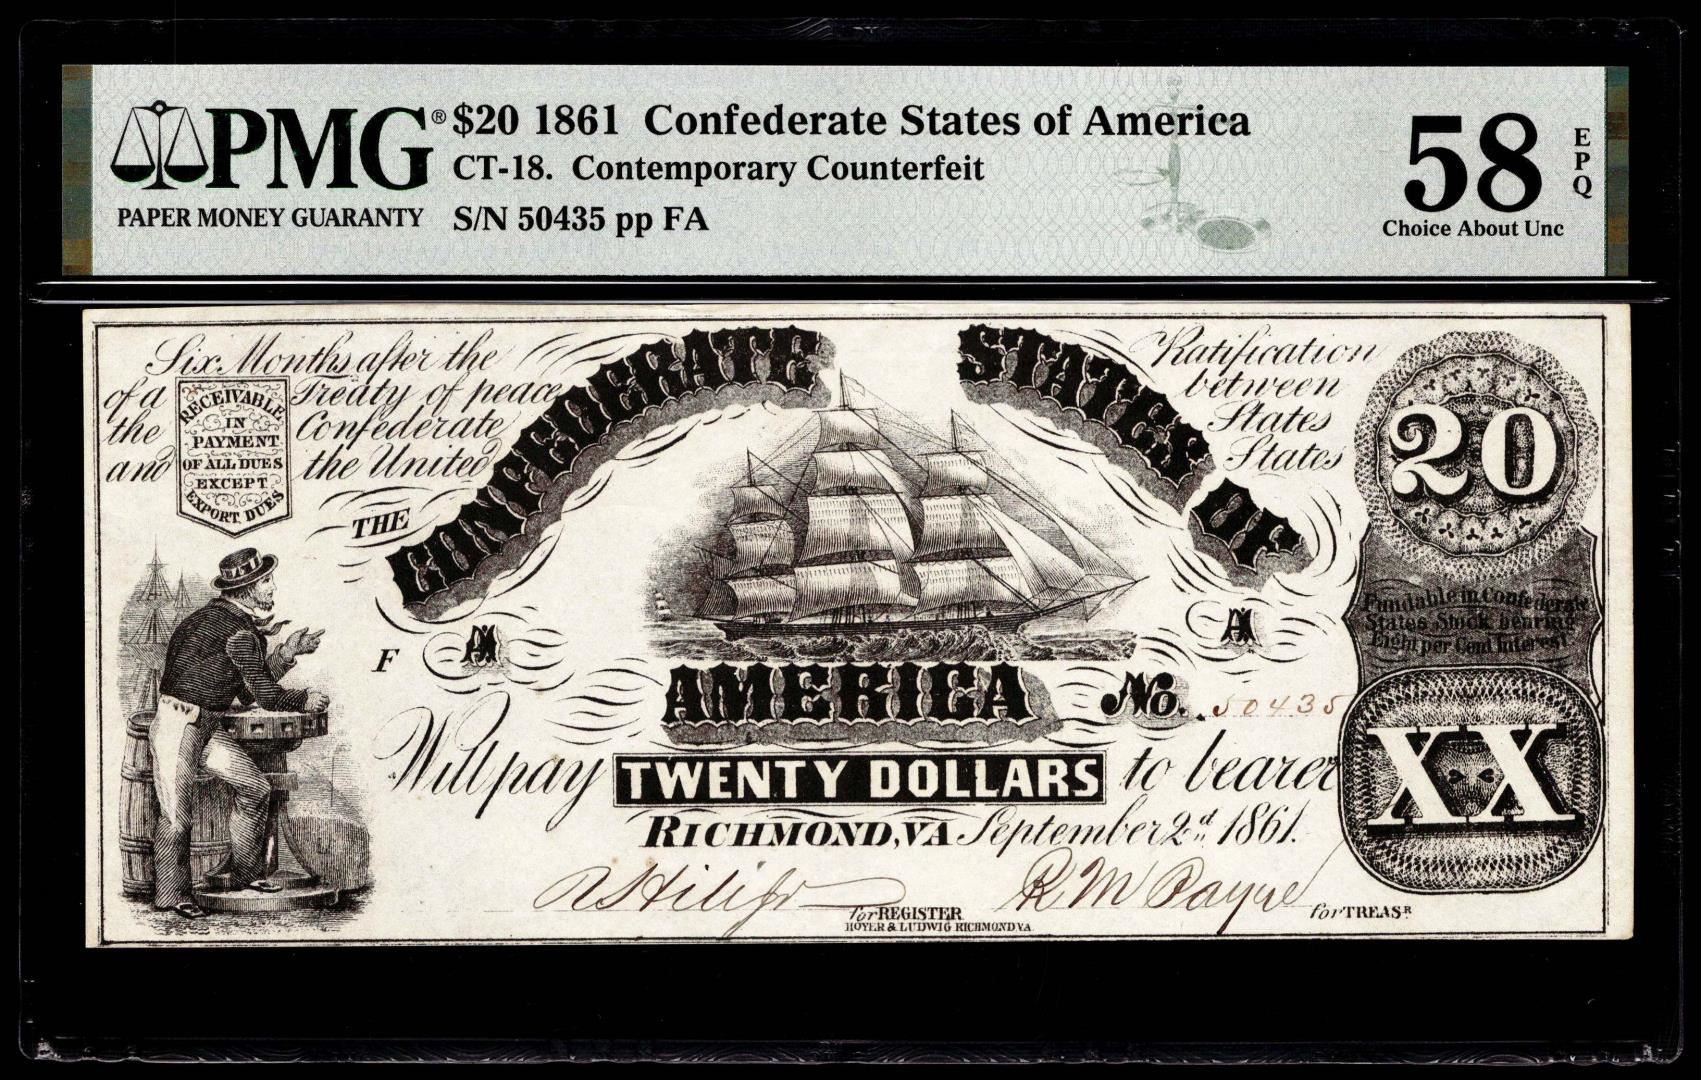 PMG® $20 1861 Confederate States of America
CT-18. Contemporary Counterfeit
PAPER MONEY GUARANTY S/N 50435 pp FA
58 EPQ
Choice About Unc
Six Months after the Ratification
of a Treaty of peace between
the Confederate States
and the United States
RECEIVABLE
IN
PAYMENT
OF ALL DUES
EXCEPT
EXPORT DUES
THE CONFEDERATE STATES OF
AMERICA
20
Fundable in Confederate
States Stock bearing
Eight per Cent Interest
F A A
No. 50435
XX
Will pay TWENTY DOLLARS to bearer
RICHMOND, VA September 2d 1861.
R M Payne
for REGISTER for TREASR
HOYER & LUDWIG RICHMOND VA